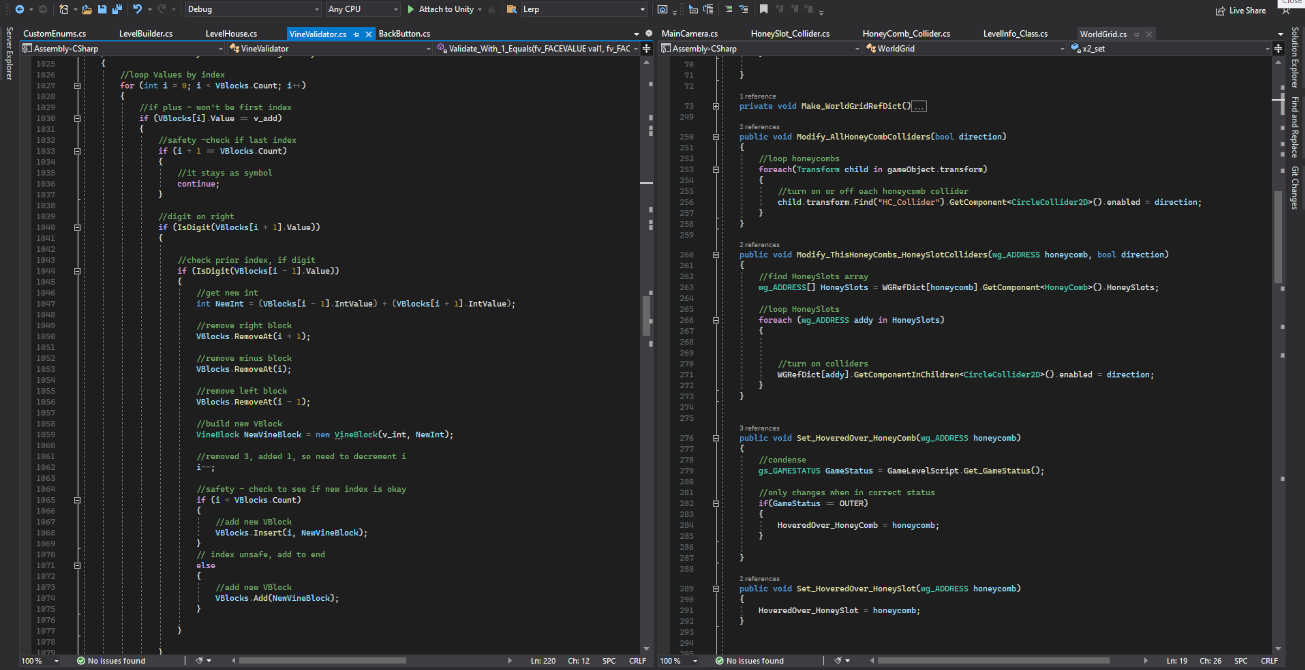 Debug Any CPU Attach to Unity Lerp Live Share Close
CustomEnums.cs LevelBuilder.cs LevelHouse.cs VineValidator.cs BackButton.cs
Assembly-CSharp VineValidator Validate_With_1_Equals(fv_FACEVALUE val1, fv_FAC
Server Explorer
1025 {
1026 //loop Values by index
1027 for (int i = 0; i < VBlocks.Count; i++)
1028 {
1029 //if plus - won't be first index
1030 if (VBlocks[i].Value == v_add)
1031 {
1032 //safety -check if last index
1033 if (i + 1 == VBlocks.Count)
1034 {
1035 //it stays as symbol
1036 continue;
1037 }
1038
1039 //digit on right
1040 if (IsDigit(VBlocks[i + 1].Value))
1041 {
1042
1043 //check prior index, if digit
1044 if (IsDigit(VBlocks[i - 1].Value))
1045 {
1046 //get new int
1047 int NewInt = (VBlocks[i - 1].IntValue) + (VBlocks[i + 1].IntValue);
1048
1049 //remove right block
1050 VBlocks.RemoveAt(i + 1);
1051
1052 //remove minus block
1053 VBlocks.RemoveAt(i);
1054
1055 //remove left block
1056 VBlocks.RemoveAt(i - 1);
1057
1058 //build new VBlock
1059 VineBlock NewVineBlock = new VineBlock(v_int, NewInt);
1060
1061 //removed 3, added 1, so need to decrement i
1062 i--;
1063
1064 //safety - check to see if new index is okay
1065 if (i < VBlocks.Count)
1066 {
1067 //add new VBlock
1068 VBlocks.Insert(i, NewVineBlock);
1069 }
1070 // index unsafe, add to end
1071 else
1072 {
1073 //add new VBlock
1074 VBlocks.Add(NewVineBlock);
1075 }
1076
1077 }
1078
1079 }
100 % No issues found Ln: 220 Ch: 12 SPC CRLF
MainCamera.cs HoneySlot_Collider.cs HoneyComb_Collider.cs LevelInfo_Class.cs WorldGrid.cs
Assembly-CSharp WorldGrid x2_set
70
71 }
72
1 reference
73 private void Make_WorldGridRefDict()...
249
2 references
250 public void Modify_AllHoneyCombColliders(bool direction)
251 {
252 //loop honeycombs
253 foreach(Transform child in gameObject.transform)
254 {
255 //turn on or off each honeycomb collider
256 child.transform.Find("HC_Collider").GetComponent<CircleCollider2D>().enabled = direction;
257 }
258 }
259
2 references
260 public void Modify_ThisHoneyCombs_HoneySlotColliders(wg_ADDRESS honeycomb, bool direction)
261 {
262 //find HoneySlots array
263 wg_ADDRESS[] HoneySlots = WGRefDict[honeycomb].GetComponent<HoneyComb>().HoneySlots;
264
265 //loop HoneySlots
266 foreach (wg_ADDRESS addy in HoneySlots)
267 {
268
269
270 //turn on colliders
271 WGRefDict[addy].GetComponentInChildren<CircleCollider2D>().enabled = direction;
272 }
273 }
274
275
3 references
276 public void Set_HoveredOver_HoneyComb(wg_ADDRESS honeycomb)
277 {
278 //condense
279 gs_GAMESTATUS GameStatus = GameLevelScript.Get_GameStatus();
280
281 //only changes when in correct status
282 if(GameStatus == OUTER)
283 {
284 HoveredOver_HoneyComb = honeycomb;
285 }
286
287 }
288
2 references
289 public void Set_HoveredOver_HoneySlot(wg_ADDRESS honeycomb)
290 {
291 HoveredOver_HoneySlot = honeycomb;
292 }
293
294
295
100 % No issues found Ln: 19 Ch: 26 SPC CRLF
Solution Explorer
Find and Replace
Git Changes